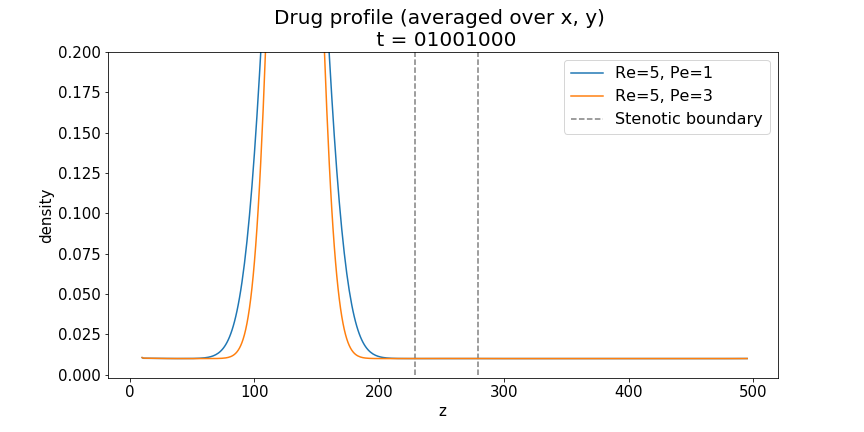 Drug profile (averaged over x, y)
t = 01001000
0.200
0.175
0.150
0.125
0.100
0.075
0.050
0.025
0.000
density
Re=5, Pe=1
Re=5, Pe=3
Stenotic boundary
0
100
200
300
400
500
z